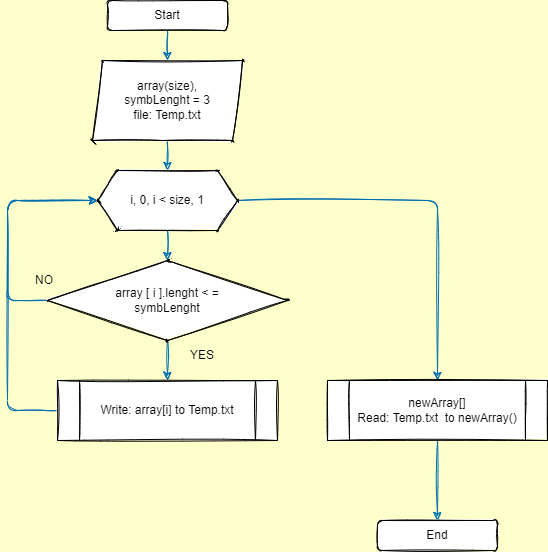 Start
array(size),
symbLenght = 3
file: Temp.txt
i, 0, i < size, 1
NO
array [ i ].lenght < =
symbLenght
YES
Write: array[i] to Temp.txt
newArray[]
Read: Temp.txt to newArray()
End